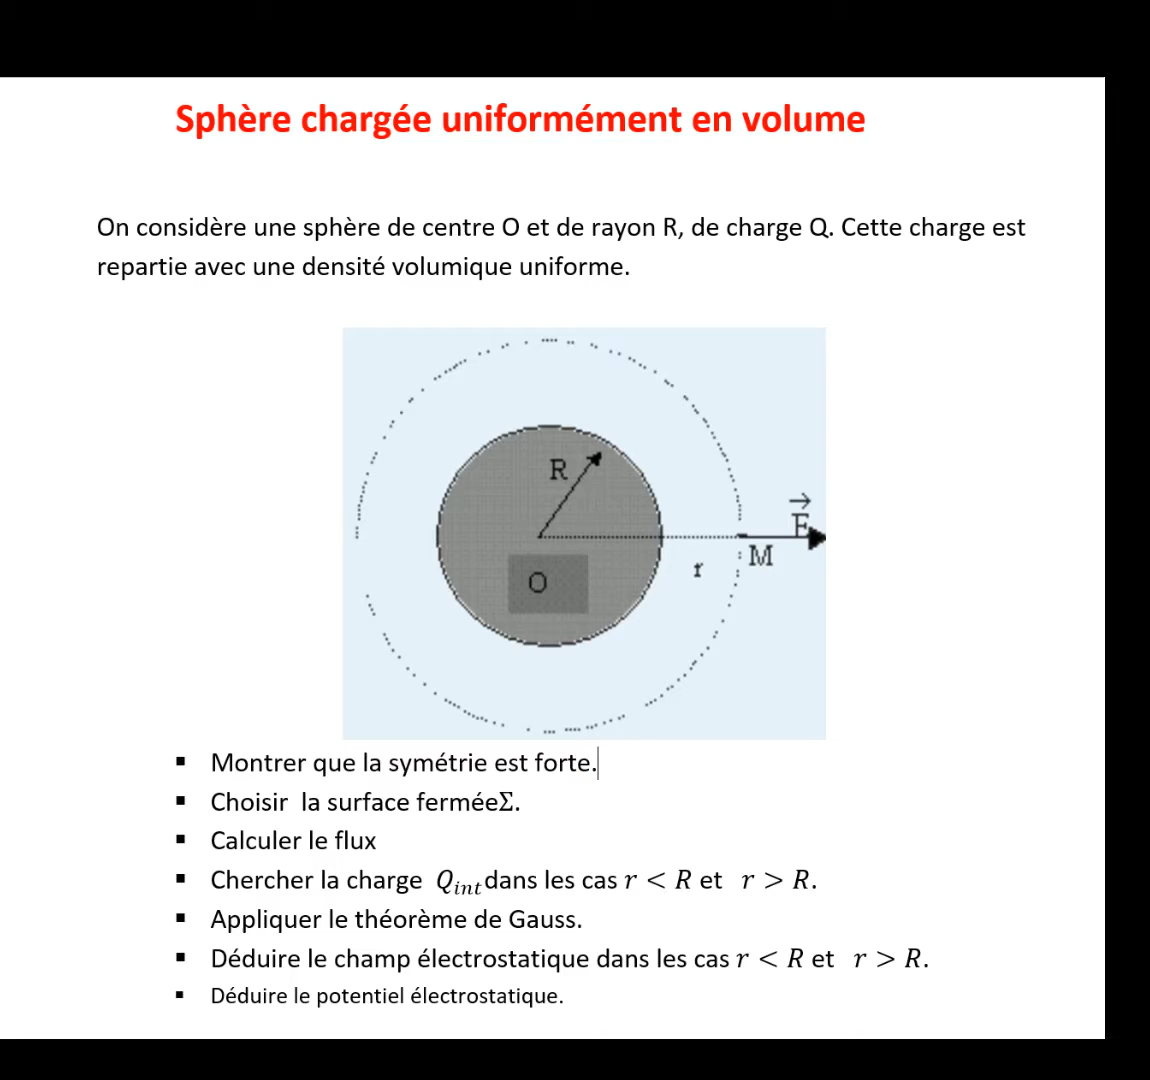 Sphère chargée uniformément en volume
On considère une sphère de centre O et de rayon R, de charge Q. Cette charge est
repartie avec une densité volumique uniforme.
R
E
M
r
O
▪ Montrer que la symétrie est forte.
▪ Choisir la surface ferméeΣ.
▪ Calculer le flux
▪ Chercher la charge Q_int dans les cas r < R et r > R.
▪ Appliquer le théorème de Gauss.
▪ Déduire le champ électrostatique dans les cas r < R et r > R.
▪ Déduire le potentiel électrostatique.